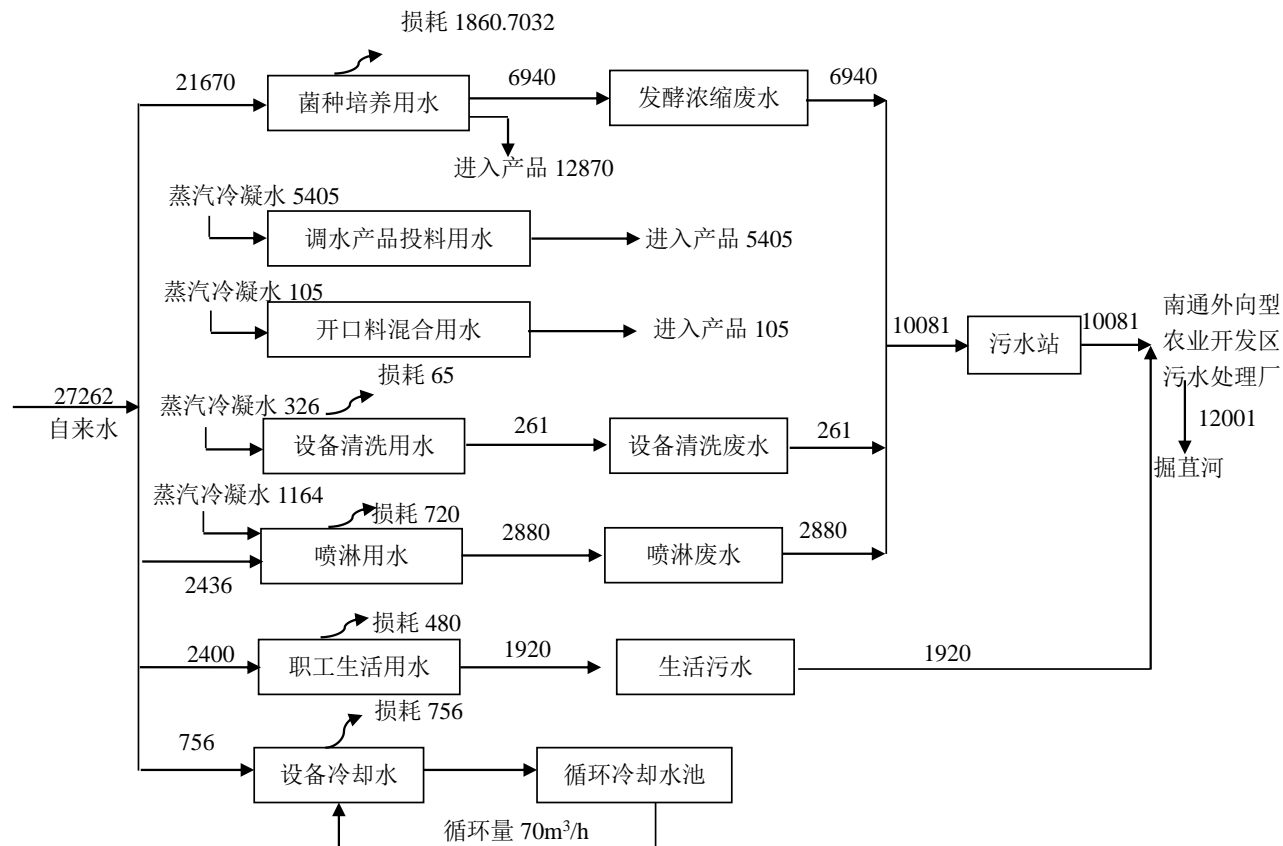 损耗 1860.7032
21670
菌种培养用水
6940
发酵浓缩废水
6940
进入产品 12870
蒸汽冷凝水 5405
调水产品投料用水
进入产品 5405
蒸汽冷凝水 105
开口料混合用水
进入产品 105
10081
污水站
10081
南通外向型
农业开发区
污水处理厂
12001
掘苴河
27262
自来水
损耗 65
蒸汽冷凝水 326
设备清洗用水
261
设备清洗废水
261
蒸汽冷凝水 1164
损耗 720
喷淋用水
2880
喷淋废水
2880
2436
损耗 480
2400
职工生活用水
1920
生活污水
1920
损耗 756
756
设备冷却水
循环冷却水池
循环量 70m³/h